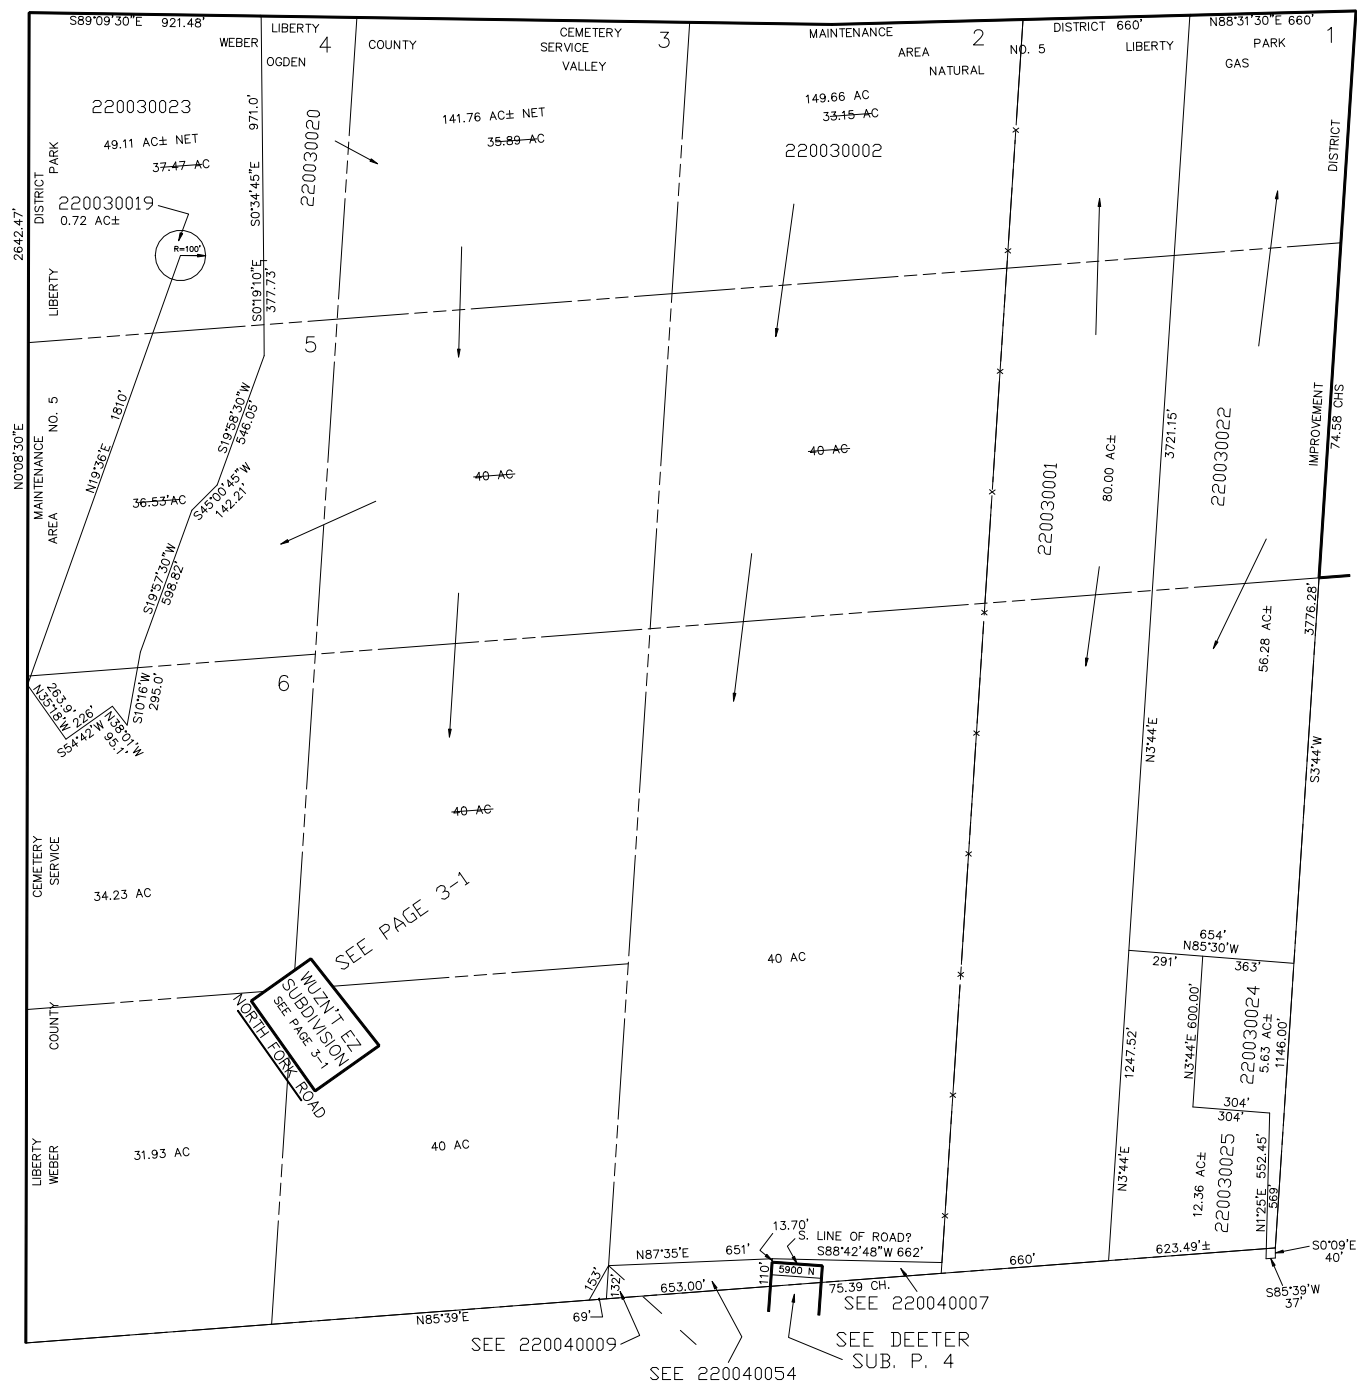 S89°09'30"E 921.48'
LIBERTY
WEBER
4
COUNTY
OGDEN
CEMETERY
SERVICE
VALLEY
3
MAINTENANCE
AREA
NATURAL
2
NO. 5
DISTRICT 660'
LIBERTY
N88°31'30"E 660'
PARK
GAS
1
220030023
49.11 AC± NET
37.47 AC
220030019
0.72 AC±
R=100'
DISTRICT
PARK
2642.47'
LIBERTY
971.0'
S0°34'45"E
S0°19'10"E
377.73'
220030020
141.76 AC± NET
35.89 AC
149.66 AC
33.15 AC
220030002
DISTRICT
5
N0°08'30"E
MAINTENANCE
NO. 5
AREA
N19°36'E 1810'
36.53'AC
S19°58'30"W
546.05'
S45°00'45"W
142.21'
S19°57'30"W
598.82'
S10°16'W
295.0'
40 AC
40 AC
220030001
80.00 AC±
3721.15'
220030022
IMPROVEMENT
74.58 CHS
56.28 AC±
3776.28'
6
263.9'
N35°18'W
226'
S54°42'W
N38°01'W
95.1'
40 AC
N3°44'E
S3°44'W
CEMETERY
SERVICE
34.23 AC
SEE PAGE 3-1
WUZN'T EZ
SUBDIVISION
SEE PAGE 3-1
NORTH FORK ROAD
40 AC
654'
N85°30'W
291'
363'
COUNTY
1247.52'
N3°44'E 600.00'
220030024
5.63 AC±
1146.00'
304'
304'
LIBERTY
WEBER
31.93 AC
40 AC
N3°44'E
12.36 AC±
220030025
N1°25'E 552.45'
569'
13.70'
S. LINE OF ROAD?
N87°35'E 651'
S88°42'48"W 662'
5900 N
110'
153'
132'
653.00'
75.39 CH.
660'
623.49'±
S0°09'E
40'
S85°39'W
37'
N85°39'E
69'
SEE 220040007
SEE 220040009
SEE DEETER
SUB. P. 4
SEE 220040054